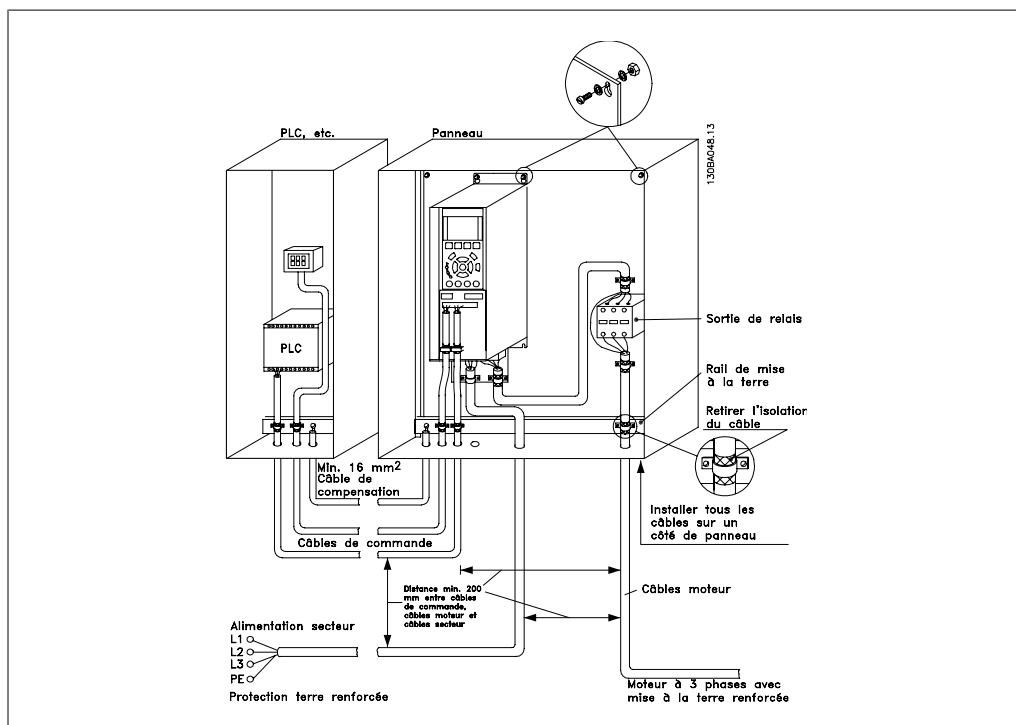 PLC, etc.
Panneau
130BA048.13
PLC
Sortie de relais
Rail de mise
à la terre
Retirer l'isolation
du câble
Min. 16 mm2
Câble de
compensation
Installer tous les
câbles sur un
côté de panneau
Câbles de commande
Distance min. 200
mm entre câbles
de commande,
câbles moteur et
câbles secteur
Câbles moteur
Alimentation secteur
L1
L2
L3
PE
Protection terre renforcée
Moteur à 3 phases avec
mise à la terre renforcée